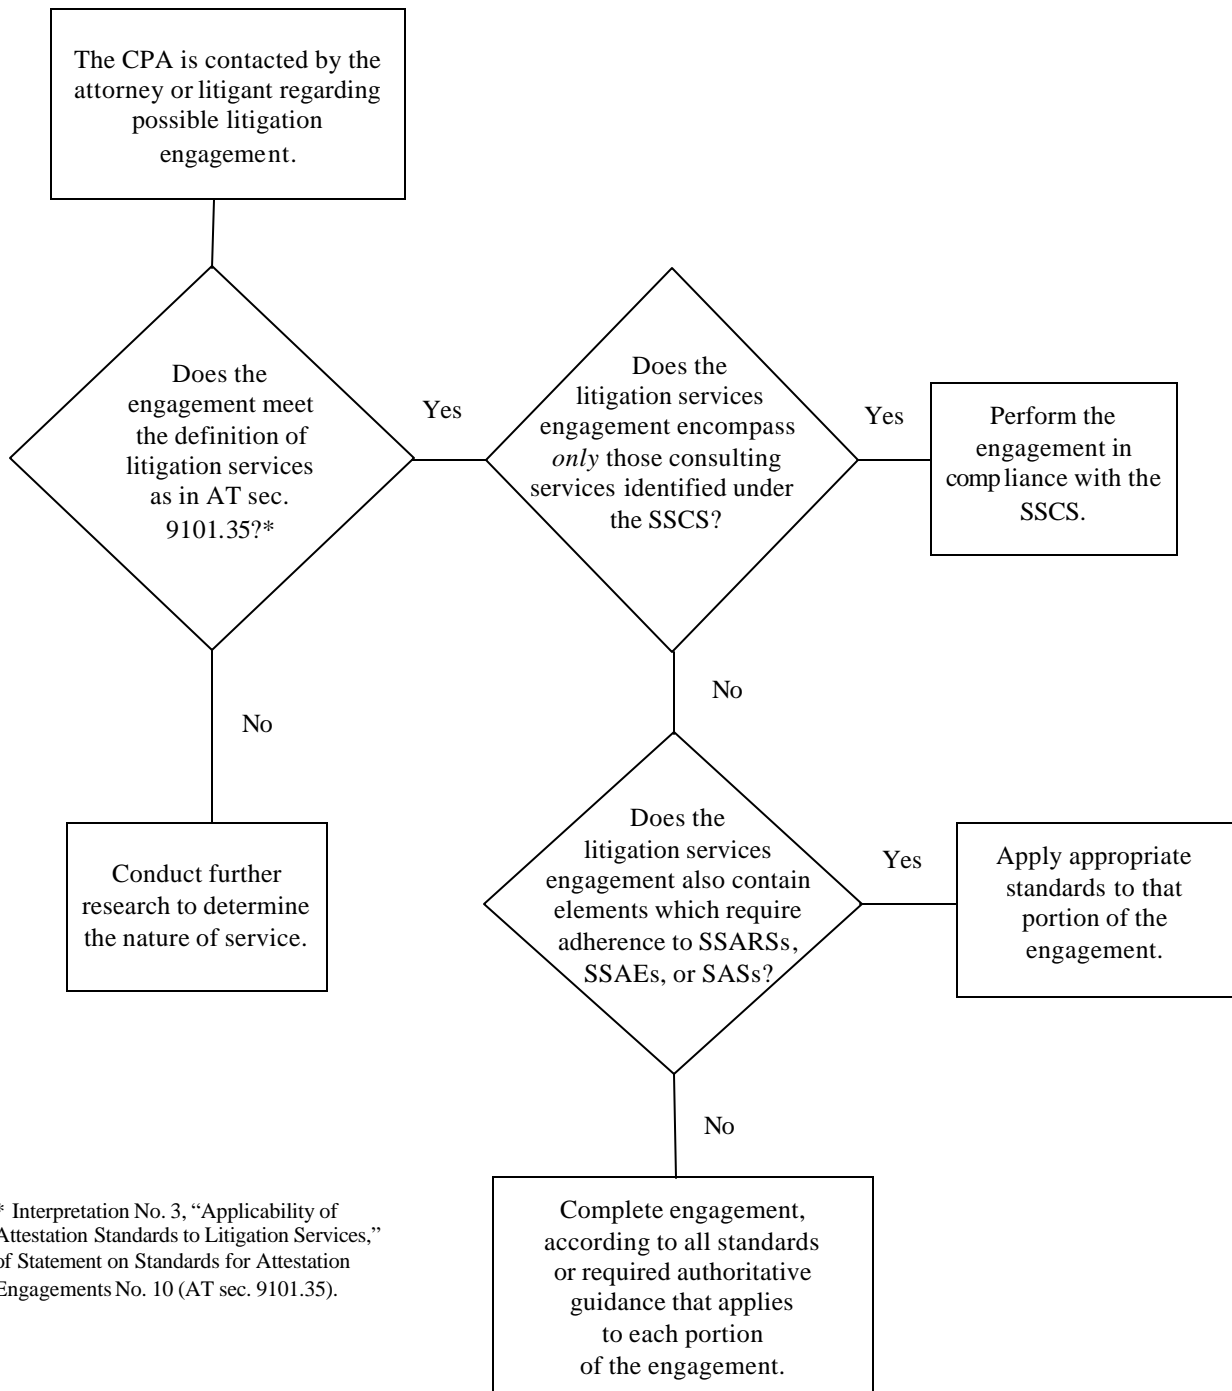 The CPA is contacted by the
attorney or litigant regarding
possible litigation
engagement.
Does the
engagement meet
the definition of
litigation services
as in AT sec.
9101.35?*
Yes
Does the
litigation services
engagement encompass
only those consulting
services identified under
the SSCS?
Yes
Perform the
engagement in
compliance with the
SSCS.
No
No
Conduct further
research to determine
the nature of service.
Does the
litigation services
engagement also contain
elements which require
adherence to SSARSs,
SSAEs, or SASs?
Yes
Apply appropriate
standards to that
portion of the
engagement.
No
Complete engagement,
according to all standards
or required authoritative
guidance that applies
to each portion
of the engagement.
* Interpretation No. 3, “Applicability of
Attestation Standards to Litigation Services,”
of Statement on Standards for Attestation
Engagements No. 10 (AT sec. 9101.35).